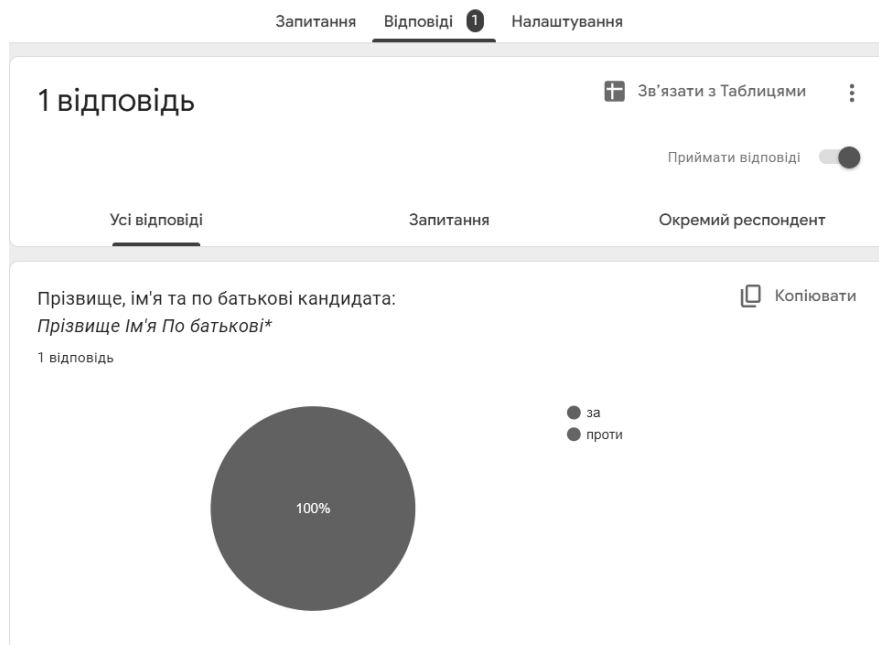 Запитання Відповіді 1 Налаштування
1 відповідь
Зв'язати з Таблицями
Приймати відповіді
Усі відповіді Запитання Окремий респондент
Прізвище, ім'я та по батькові кандидата:
Копіювати
Прізвище Ім'я По батькові*
1 відповідь
за
проти
100%